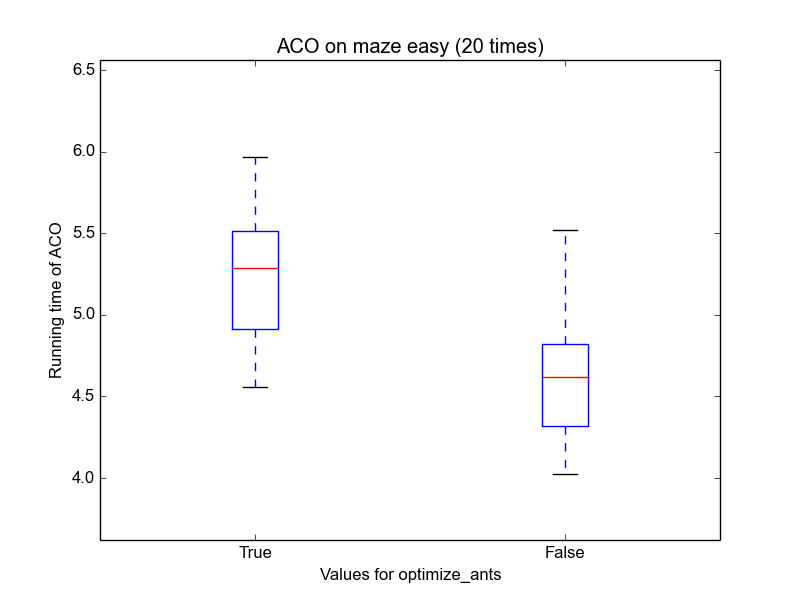 ACO on maze easy (20 times)
6.5
6.0
5.5
5.0
4.5
4.0
Running time of ACO
True
False
Values for optimize_ants